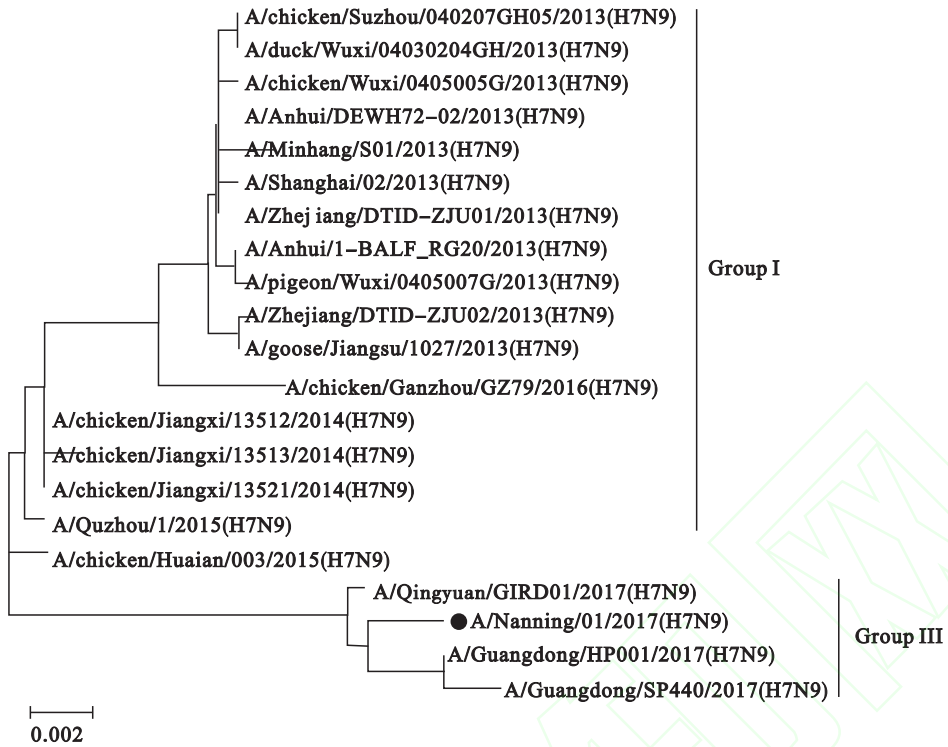 A/chicken/Suzhou/040207GH05/2013(H7N9)
A/duck/Wuxi/04030204GH/2013(H7N9)
A/chicken/Wuxi/0405005G/2013(H7N9)
A/Anhui/DEWH72-02/2013(H7N9)
A/Minhang/S01/2013(H7N9)
A/Shanghai/02/2013(H7N9)
A/Zhej iang/DTID-ZJU01/2013(H7N9)
A/Anhui/1-BALF_RG20/2013(H7N9)
Group I
A/pigeon/Wuxi/0405007G/2013(H7N9)
A/Zhejiang/DTID-ZJU02/2013(H7N9)
A/goose/Jiangsu/1027/2013(H7N9)
A/chicken/Ganzhou/GZ79/2016(H7N9)
A/chicken/Jiangxi/13512/2014(H7N9)
A/chicken/Jiangxi/13513/2014(H7N9)
A/chicken/Jiangxi/13521/2014(H7N9)
A/Quzhou/1/2015(H7N9)
A/chicken/Huaian/003/2015(H7N9)
A/Qingyuan/GIRD01/2017(H7N9)
A/Nanning/01/2017(H7N9)
Group III
A/Guangdong/HP001/2017(H7N9)
A/Guangdong/SP440/2017(H7N9)
0.002